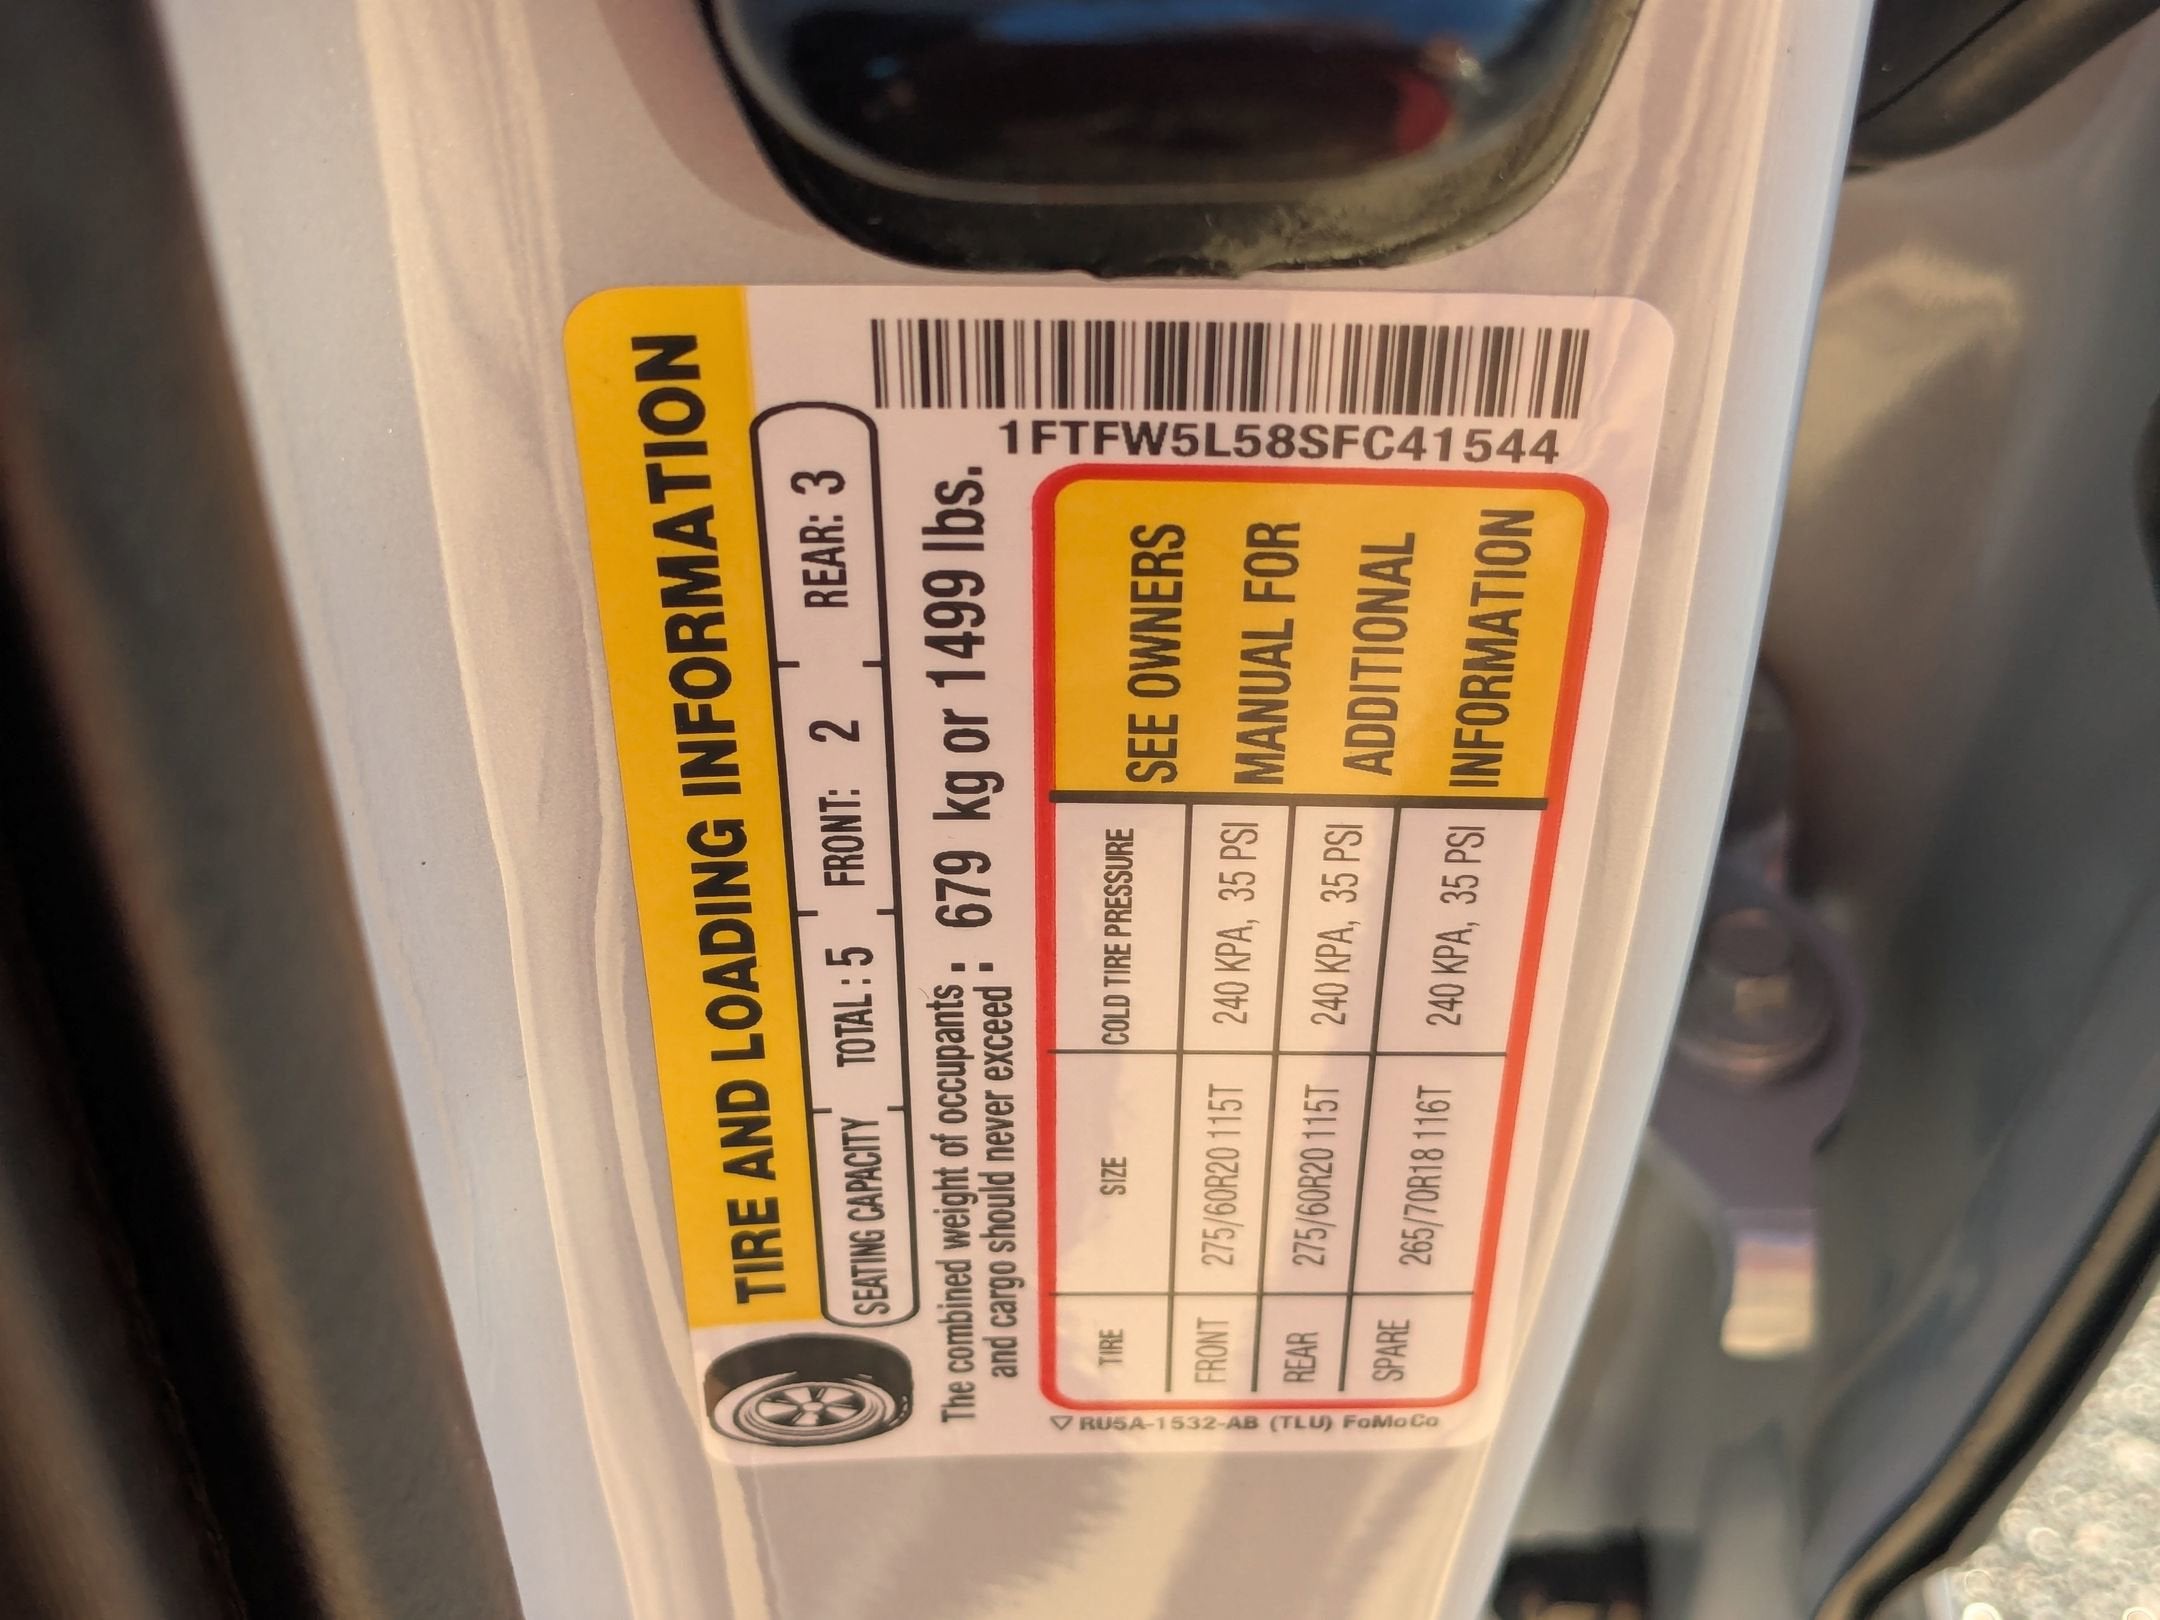 TIRE AND LOADING INFORMATION
SEATING CAPACITY TOTAL : 5 FRONT: 2 REAR: 3
The combined weight of occupants : 679 kg or 1499 lbs.
and cargo should never exceed :
1FTFW5L58SFC41544
TIRE SIZE COLD TIRE PRESSURE
FRONT 275/60R20 115T 240 KPA, 35 PSI
REAR 275/60R20 115T 240 KPA, 35 PSI
SPARE 265/70R18 116T 240 KPA, 35 PSI
SEE OWNERS
MANUAL FOR
ADDITIONAL
INFORMATION
RU5A-1532-AB (TLU) FoMoCo